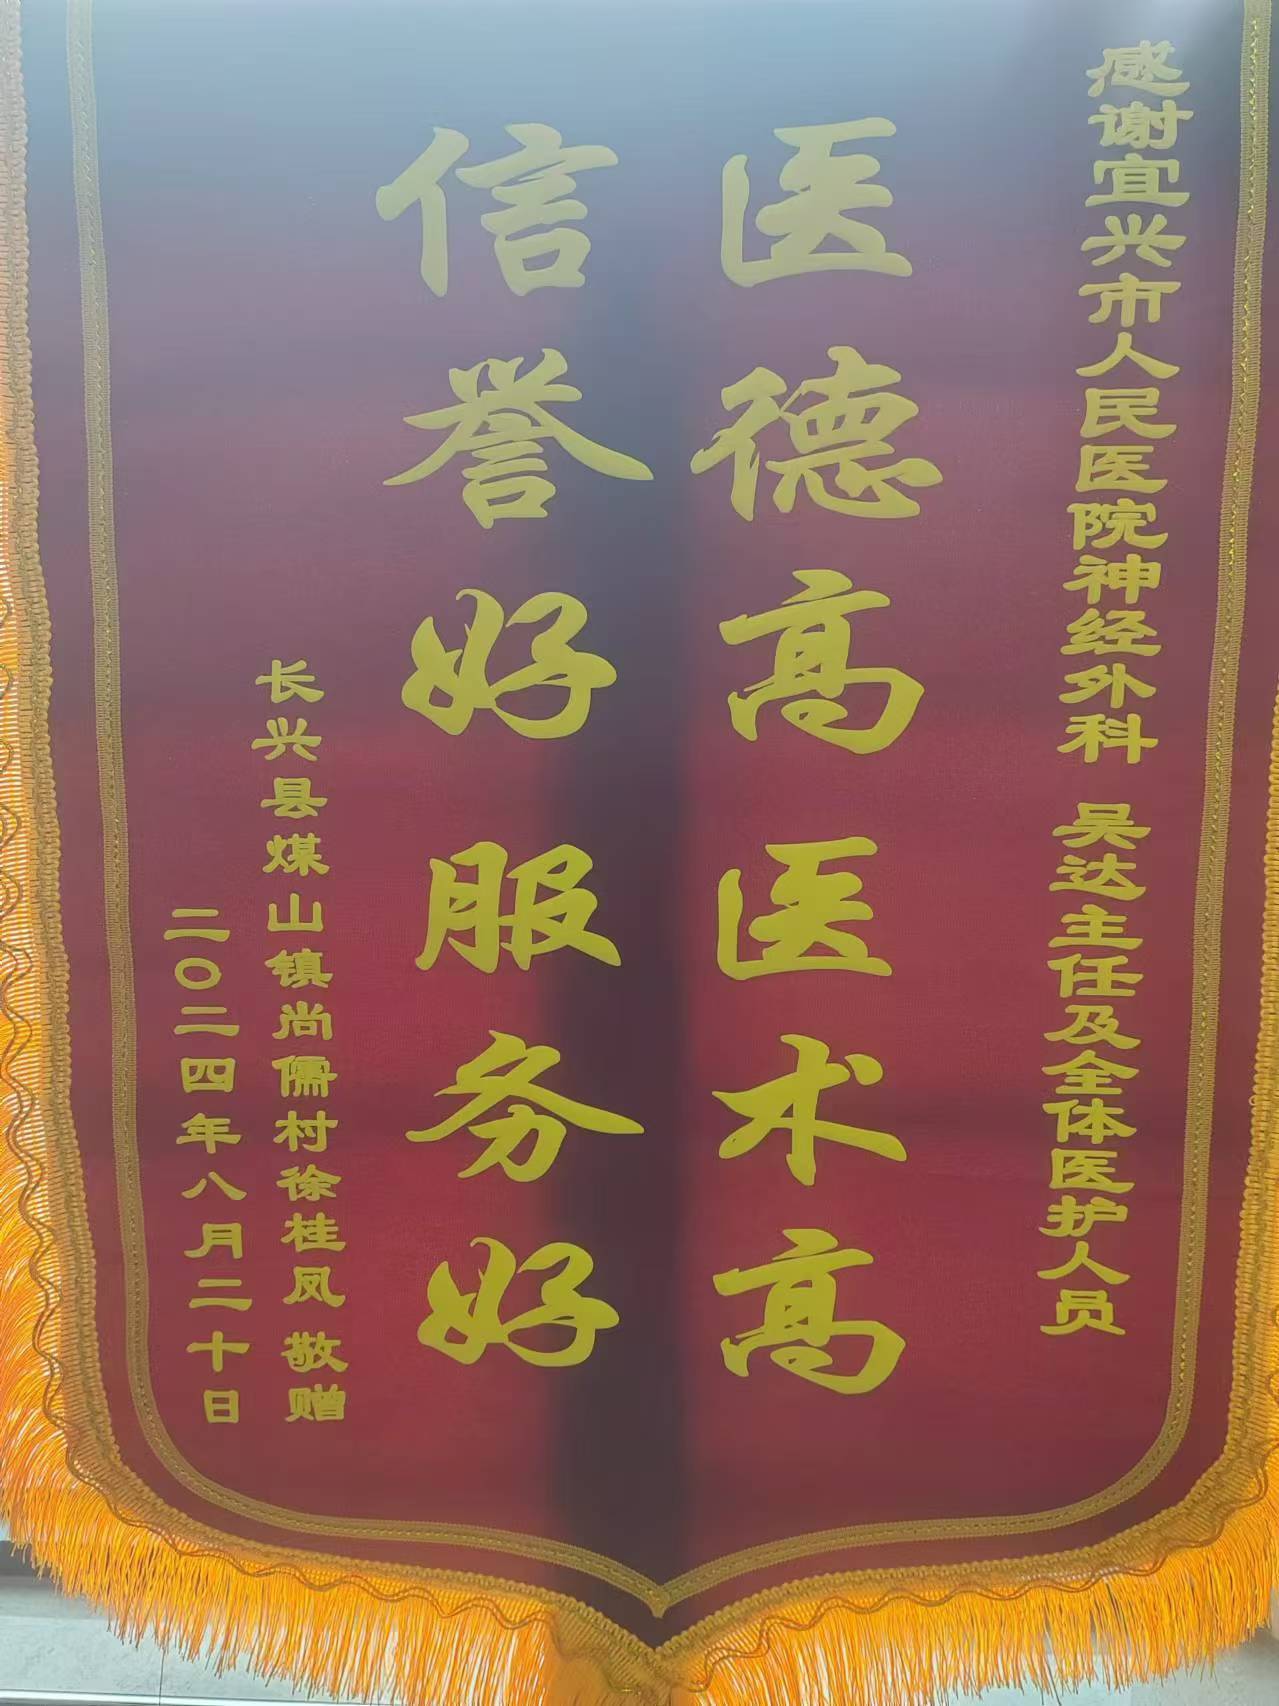 感谢宜兴市人民医院神经外科 吴达主任及全体医护人员
医德高医术高
信誉好服务好
长兴县煤山镇尚儒村徐桂凤 敬赠
二〇二四年八月二十日